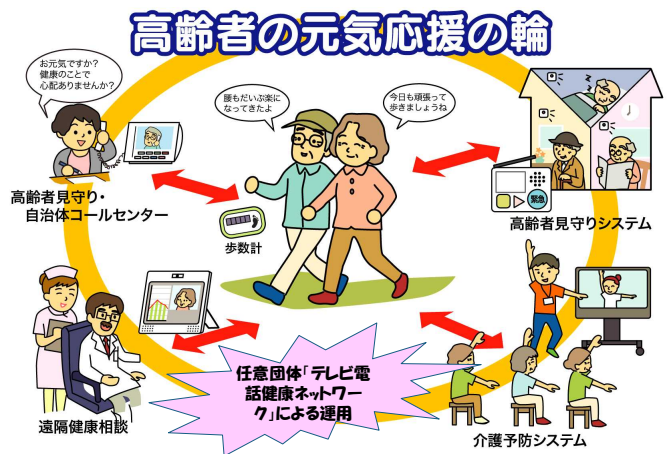 高齢者の元気応援の輪
お元気ですか?
健康のことで
心配ありませんか?
腰もだいぶ楽に
なってきたよ
今日も頑張って
歩きましょうね
高齢者見守り・
自治体コールセンター
歩数計
緊急
高齢者見守りシステム
任意団体「テレビ電
話健康ネットワー
ク」による運用
遠隔健康相談
介護予防システム